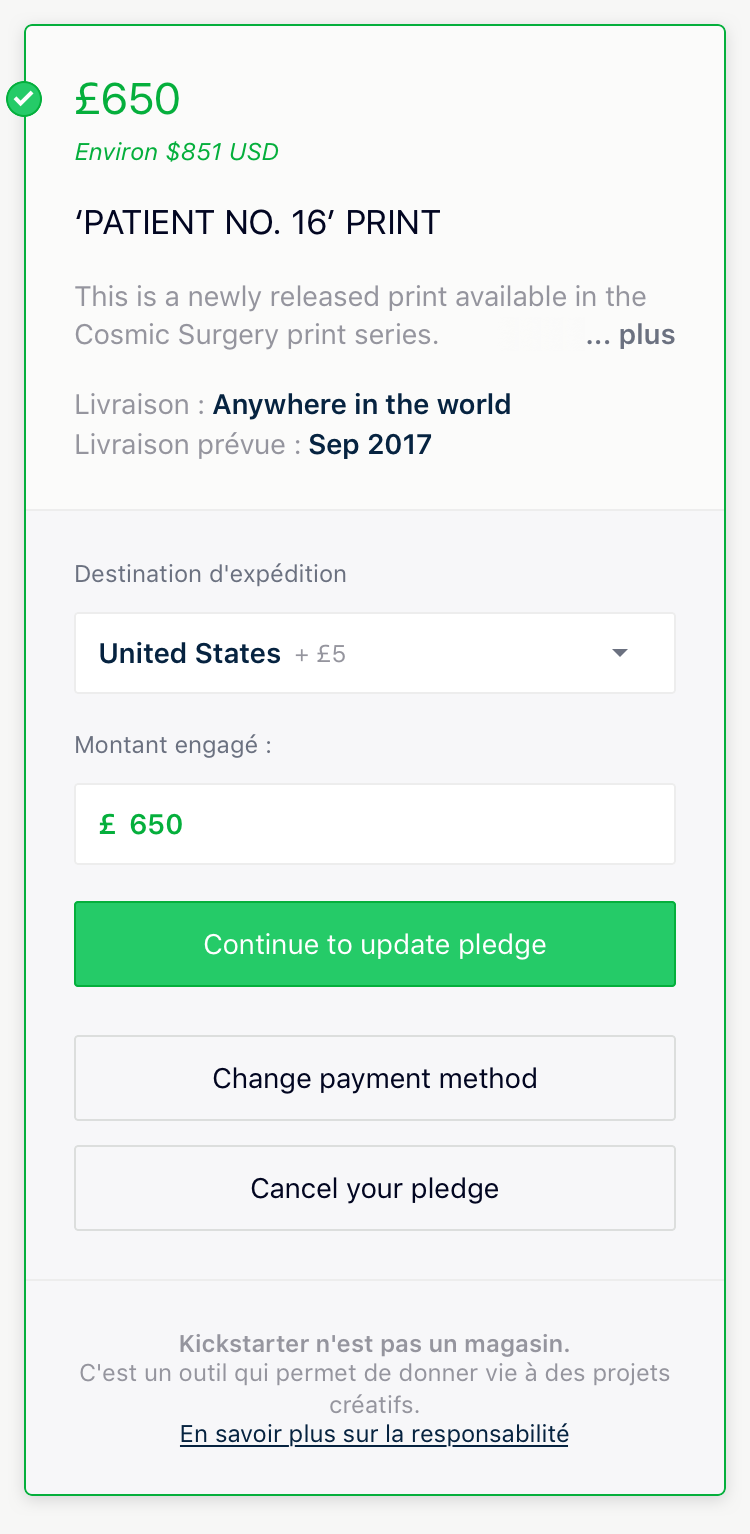 £650
Environ $851 USD
‘PATIENT NO. 16’ PRINT
This is a newly released print available in the
Cosmic Surgery print series. ... plus
Livraison : Anywhere in the world
Livraison prévue : Sep 2017
Destination d'expédition
United States + £5
Montant engagé :
£ 650
Continue to update pledge
Change payment method
Cancel your pledge
Kickstarter n'est pas un magasin.
C'est un outil qui permet de donner vie à des projets
créatifs.
En savoir plus sur la responsabilité